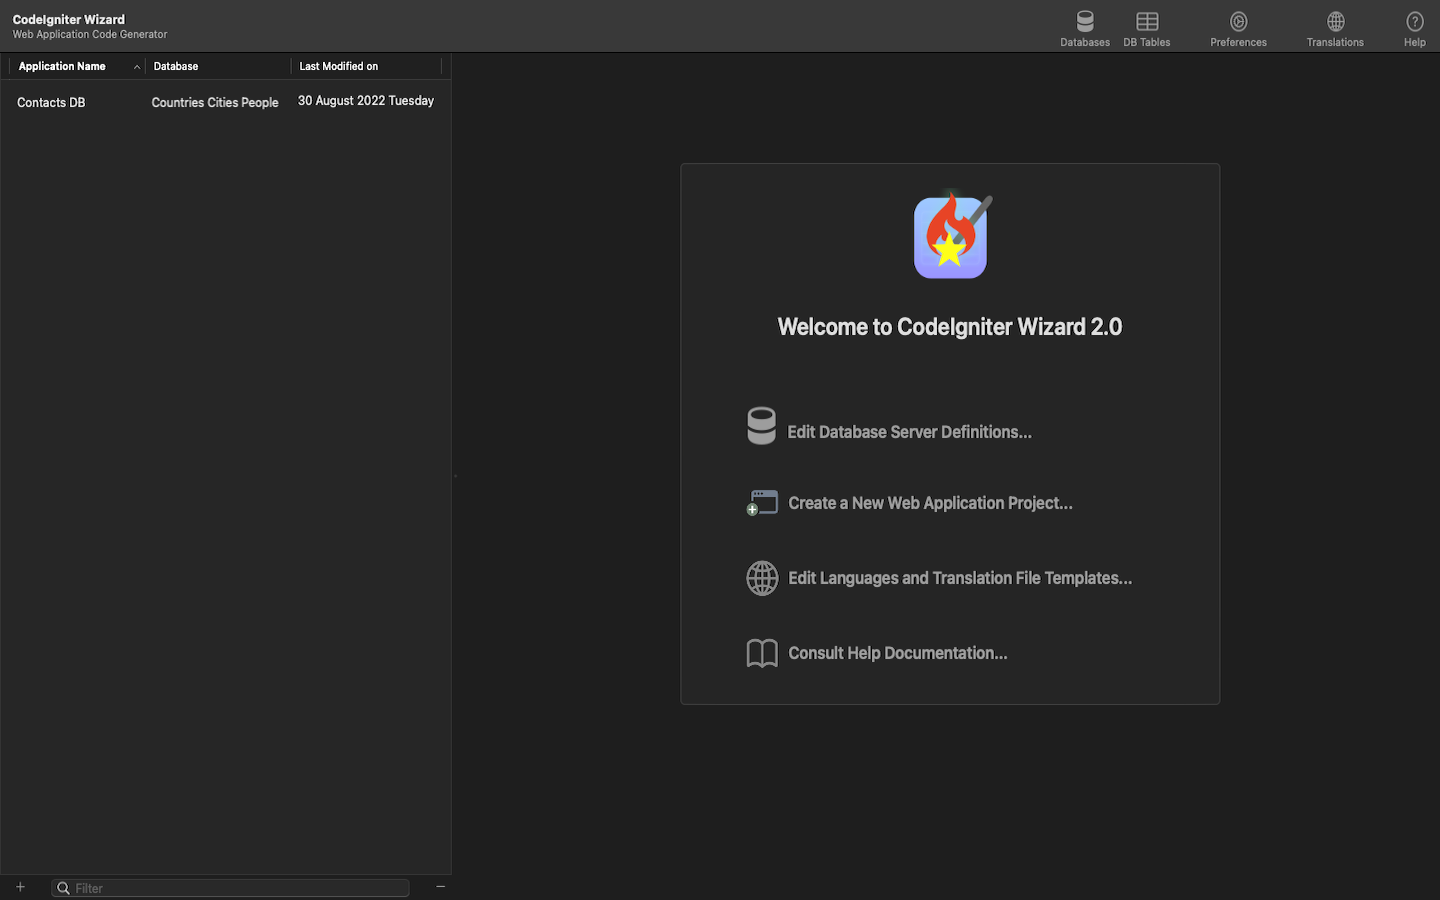 CodeIgniter Wizard
Web Application Code Generator
Databases
DB Tables
Preferences
Translations
Help
Application Name
Database
Last Modified on
Contacts DB
Countries Cities People
30 August 2022 Tuesday
Welcome to CodeIgniter Wizard 2.0
Edit Database Server Definitions...
Create a New Web Application Project...
Edit Languages and Translation File Templates...
Consult Help Documentation...
Filter